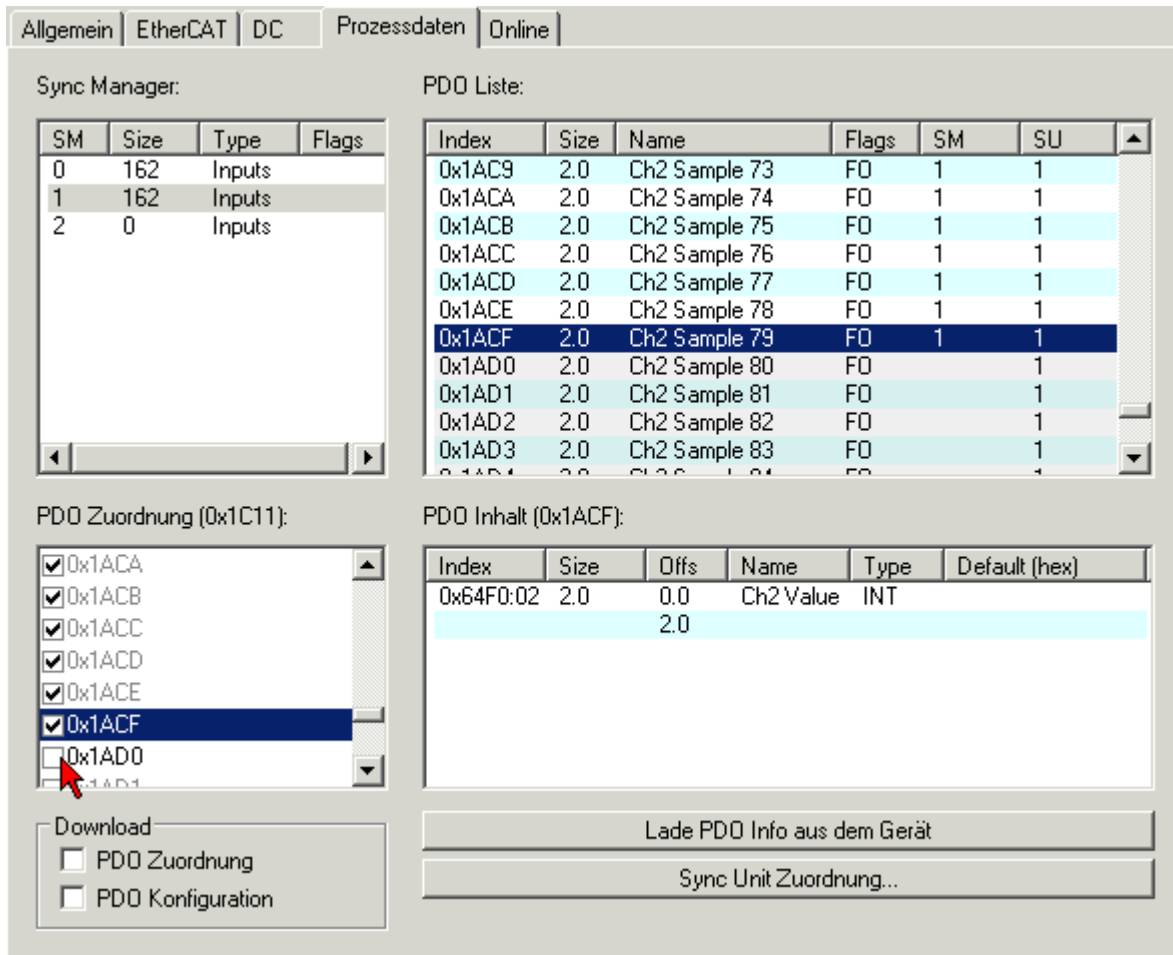 Allgemein EtherCAT DC Prozessdaten Online
Sync Manager:
SM Size Type Flags
0 162 Inputs
1 162 Inputs
2 0 Inputs
PDO Liste:
Index Size Name Flags SM SU
0x1AC9 2.0 Ch2 Sample 73 F0 1 1
0x1ACA 2.0 Ch2 Sample 74 F0 1 1
0x1ACB 2.0 Ch2 Sample 75 F0 1 1
0x1ACC 2.0 Ch2 Sample 76 F0 1 1
0x1ACD 2.0 Ch2 Sample 77 F0 1 1
0x1ACE 2.0 Ch2 Sample 78 F0 1 1
0x1ACF 2.0 Ch2 Sample 79 F0 1 1
0x1AD0 2.0 Ch2 Sample 80 F0 1
0x1AD1 2.0 Ch2 Sample 81 F0 1
0x1AD2 2.0 Ch2 Sample 82 F0 1
0x1AD3 2.0 Ch2 Sample 83 F0 1
PDO Zuordnung (0x1C11):
0x1ACA
0x1ACB
0x1ACC
0x1ACD
0x1ACE
0x1ACF
0x1AD0
PDO Inhalt (0x1ACF):
Index Size Offs Name Type Default (hex)
0x64F0:02 2.0 0.0 Ch2 Value INT
2.0
Download
PDO Zuordnung
PDO Konfiguration
Lade PDO Info aus dem Gerät
Sync Unit Zuordnung...